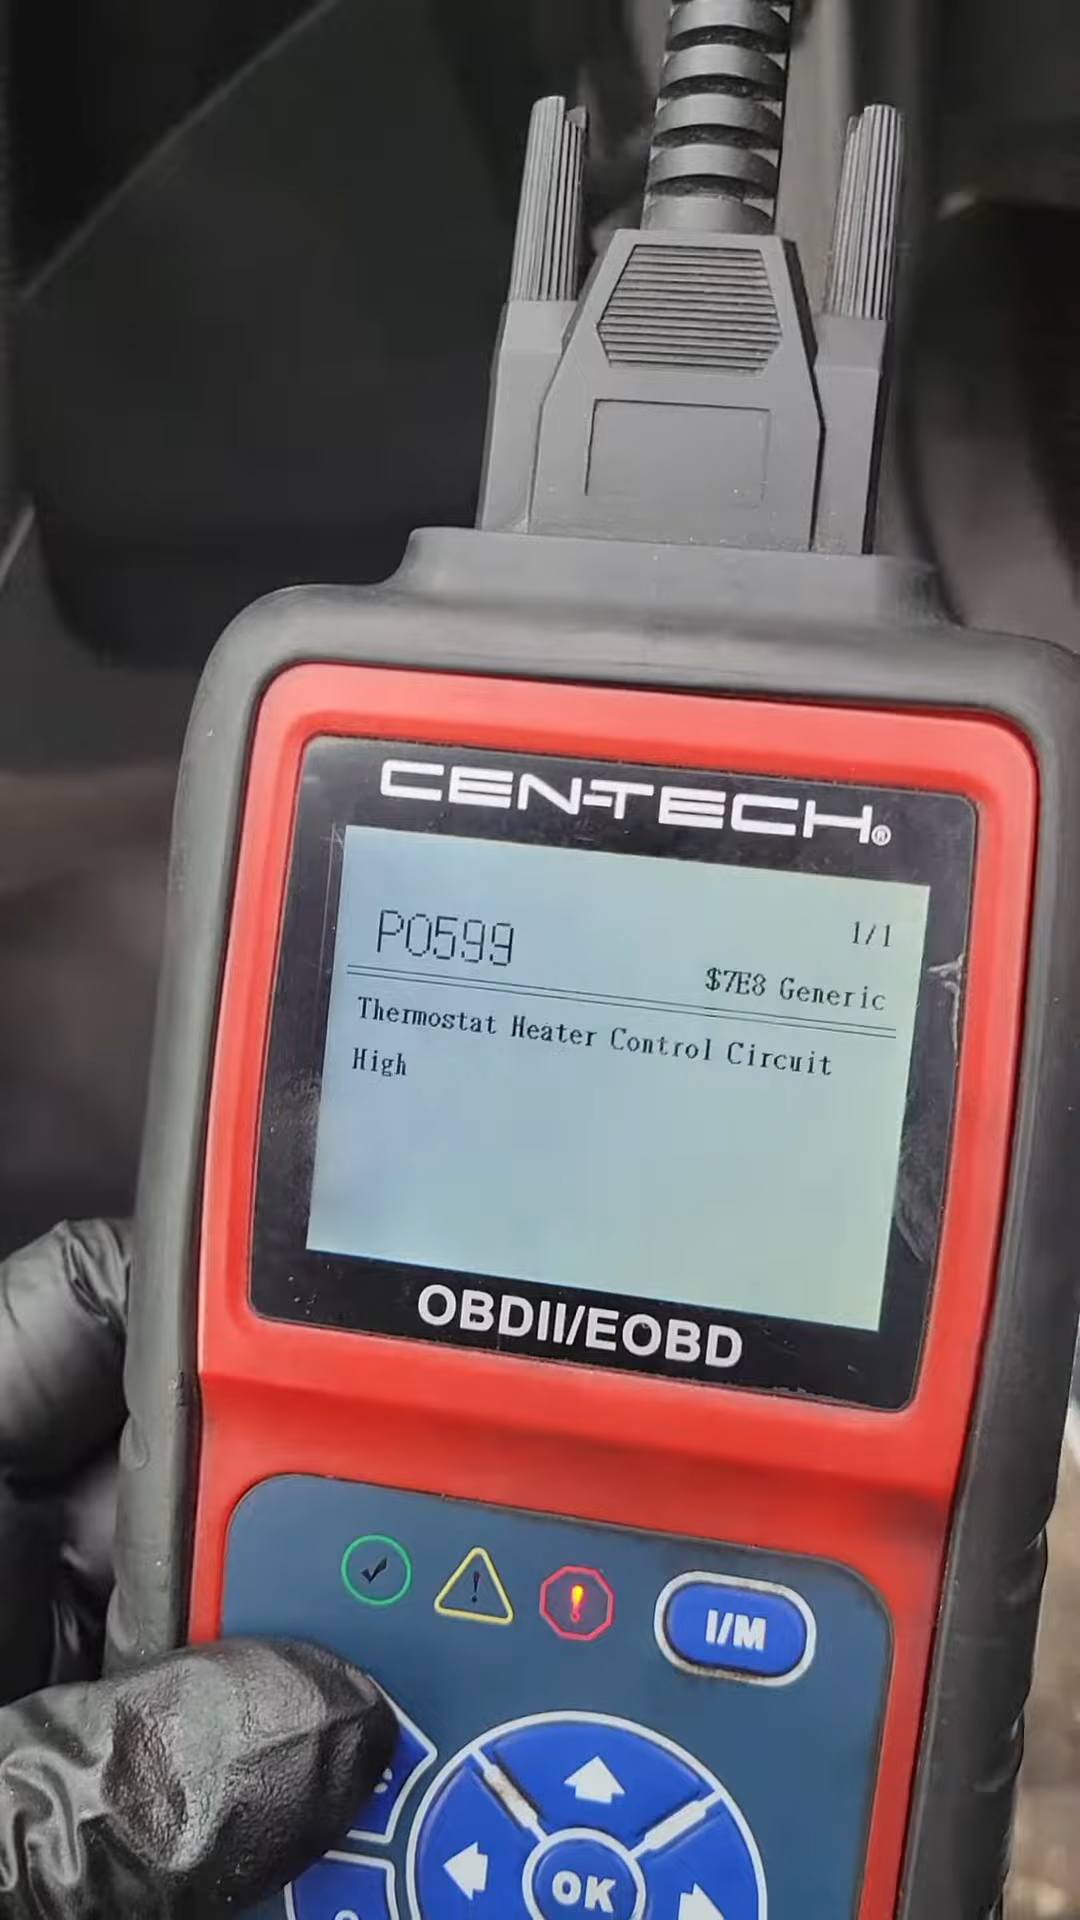 CEN-TECH®
P0599
1/1
$7E8 Generic
Thermostat Heater Control Circuit
High
OBDII/EOBD
I/M
OK